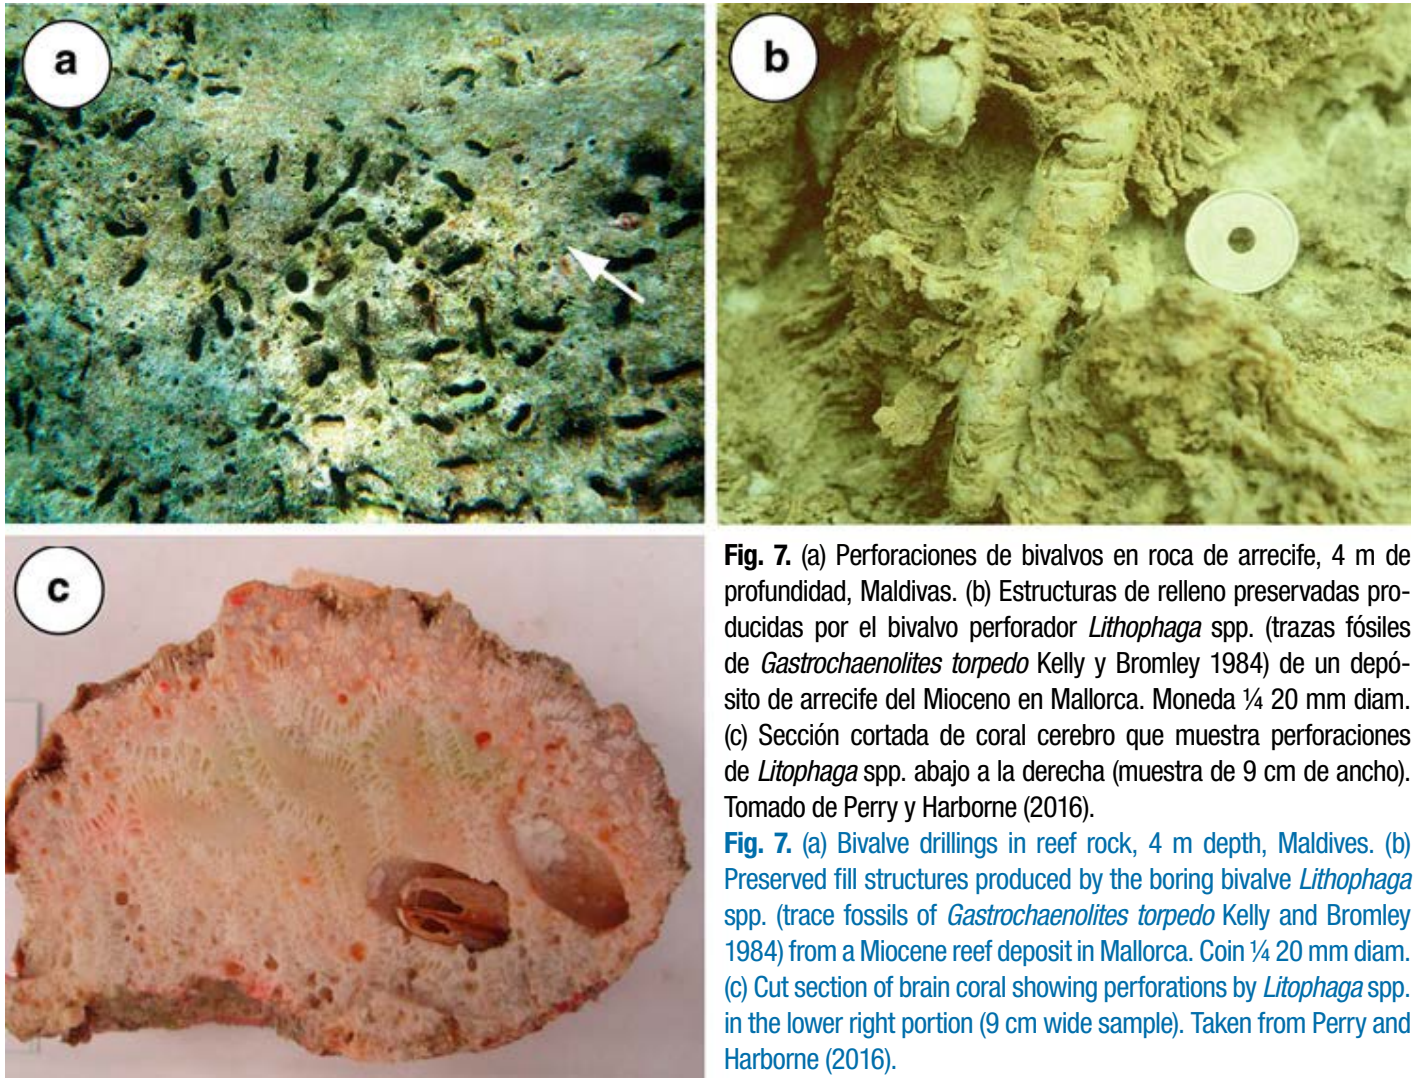 a
b
c
Fig. 7. (a) Perforaciones de bivalvos en roca de arrecife, 4 m de
profundidad, Maldivas. (b) Estructuras de relleno preservadas pro-
ducidas por el bivalvo perforador Lithophaga spp. (trazas fósiles
de Gastrochaenolites torpedo Kelly y Bromley 1984) de un depó-
sito de arrecife del Mioceno en Mallorca. Moneda ¼ 20 mm diam.
(c) Sección cortada de coral cerebro que muestra perforaciones
de Litophaga spp. abajo a la derecha (muestra de 9 cm de ancho).
Tomado de Perry y Harborne (2016).
Fig. 7. (a) Bivalve drillings in reef rock, 4 m depth, Maldives. (b)
Preserved fill structures produced by the boring bivalve Lithophaga
spp. (trace fossils of Gastrochaenolites torpedo Kelly and Bromley
1984) from a Miocene reef deposit in Mallorca. Coin ¼ 20 mm diam.
(c) Cut section of brain coral showing perforations by Litophaga spp.
in the lower right portion (9 cm wide sample). Taken from Perry and
Harborne (2016).